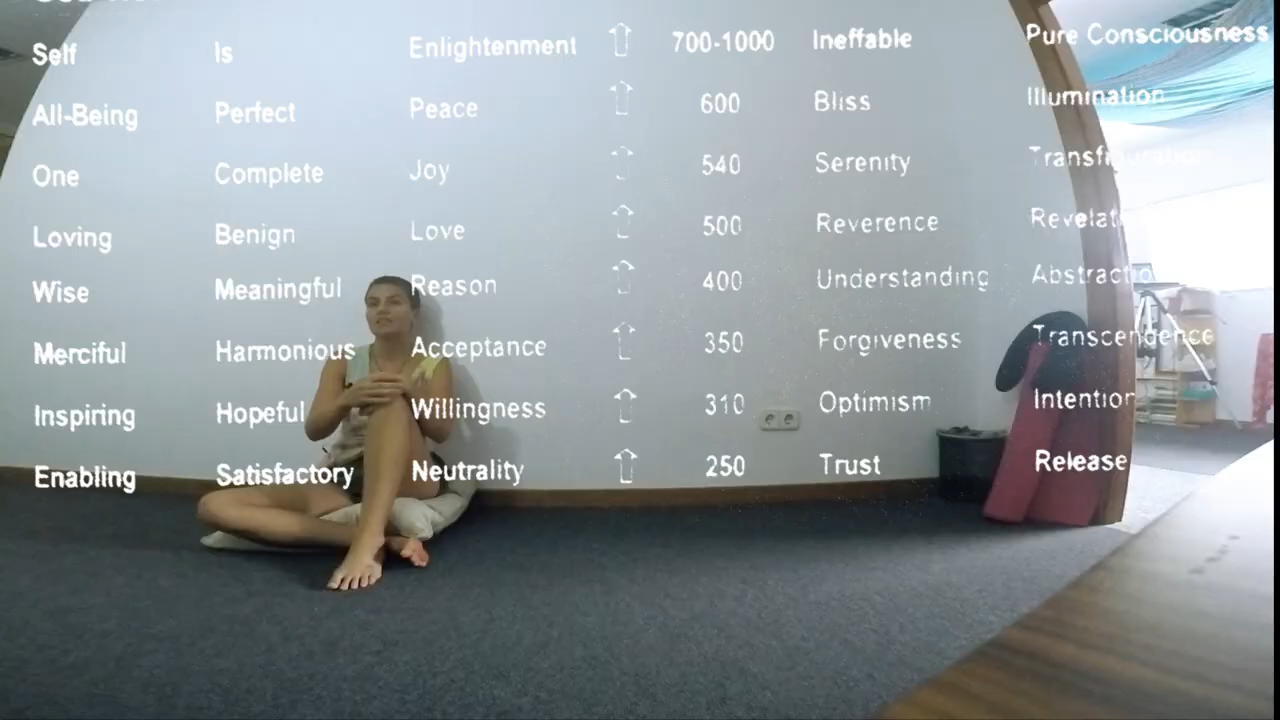 Self Is Enlightenment ⇧ 700-1000 Ineffable Pure Consciousness
All-Being Perfect Peace ⇧ 600 Bliss Illumination
One Complete Joy ⇧ 540 Serenity Transfiguration
Loving Benign Love ⇧ 500 Reverence
Wise Meaningful Reason ⇧ 400 Understanding Abstraction
Merciful Harmonious Acceptance ⇧ 350 Forgiveness Transcendence
Inspiring Hopeful Willingness ⇧ 310 Optimism Intention
Enabling Satisfactory Neutrality ⇧ 250 Trust Release